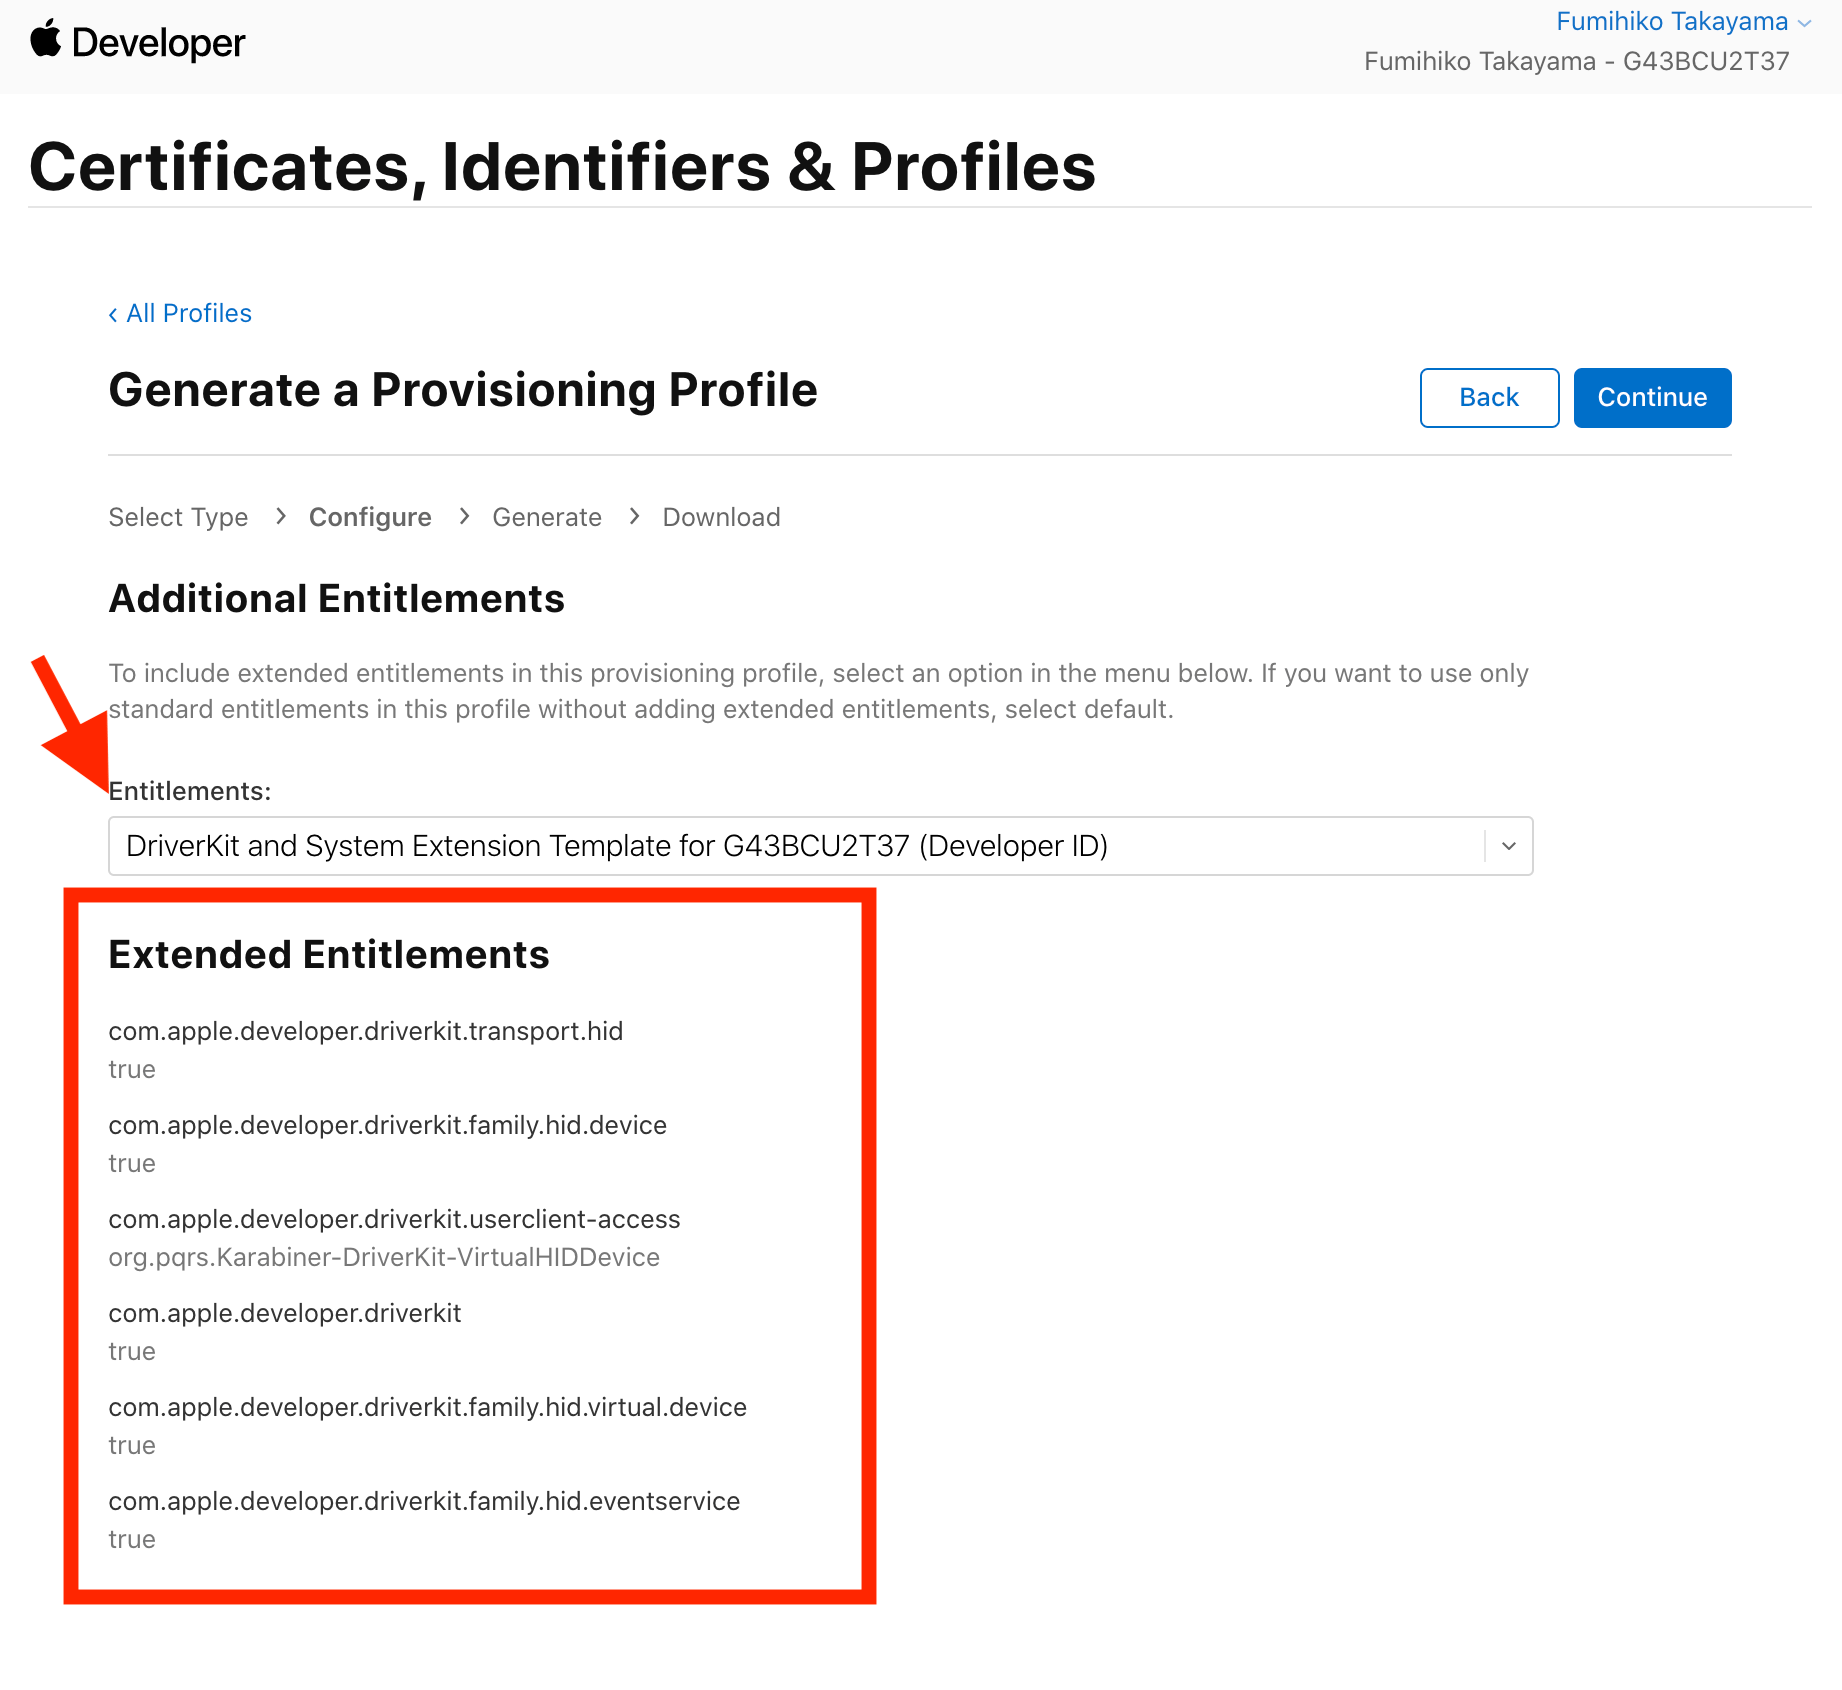 Developer
Fumihiko Takayama
Fumihiko Takayama - G43BCU2T37
Certificates, Identifiers & Profiles
‹ All Profiles
Generate a Provisioning Profile
Back
Continue
Select Type > Configure > Generate > Download
Additional Entitlements
To include extended entitlements in this provisioning profile, select an option in the menu below. If you want to use only
standard entitlements in this profile without adding extended entitlements, select default.
Entitlements:
DriverKit and System Extension Template for G43BCU2T37 (Developer ID)
Extended Entitlements
com.apple.developer.driverkit.transport.hid
true
com.apple.developer.driverkit.family.hid.device
true
com.apple.developer.driverkit.userclient-access
org.pqrs.Karabiner-DriverKit-VirtualHIDDevice
com.apple.developer.driverkit
true
com.apple.developer.driverkit.family.hid.virtual.device
true
com.apple.developer.driverkit.family.hid.eventservice
true